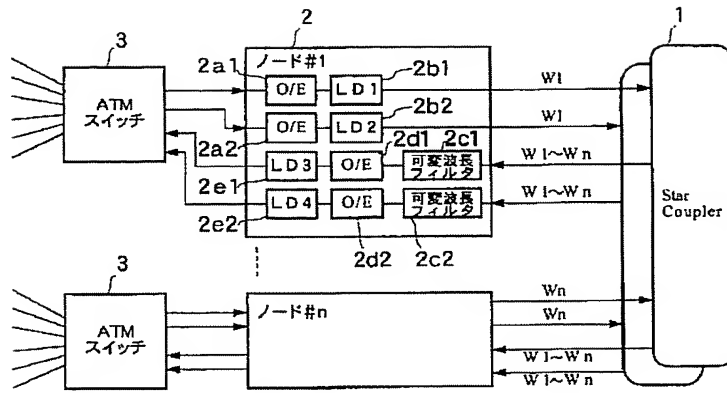 3
2
1
ノード#1
2a1
2b1
O/E
LD1
W1
ATM
スイッチ
2b2
O/E
LD2
W1
2a2
2d1
2c1
LD3
O/E
可変波長
フィルタ
W1〜Wn
2e1
LD4
O/E
可変波長
フィルタ
W1〜Wn
2e2
2d2
2c2
Star
Coupler
3
ATM
スイッチ
ノード#n
Wn
Wn
W1〜Wn
W1〜Wn